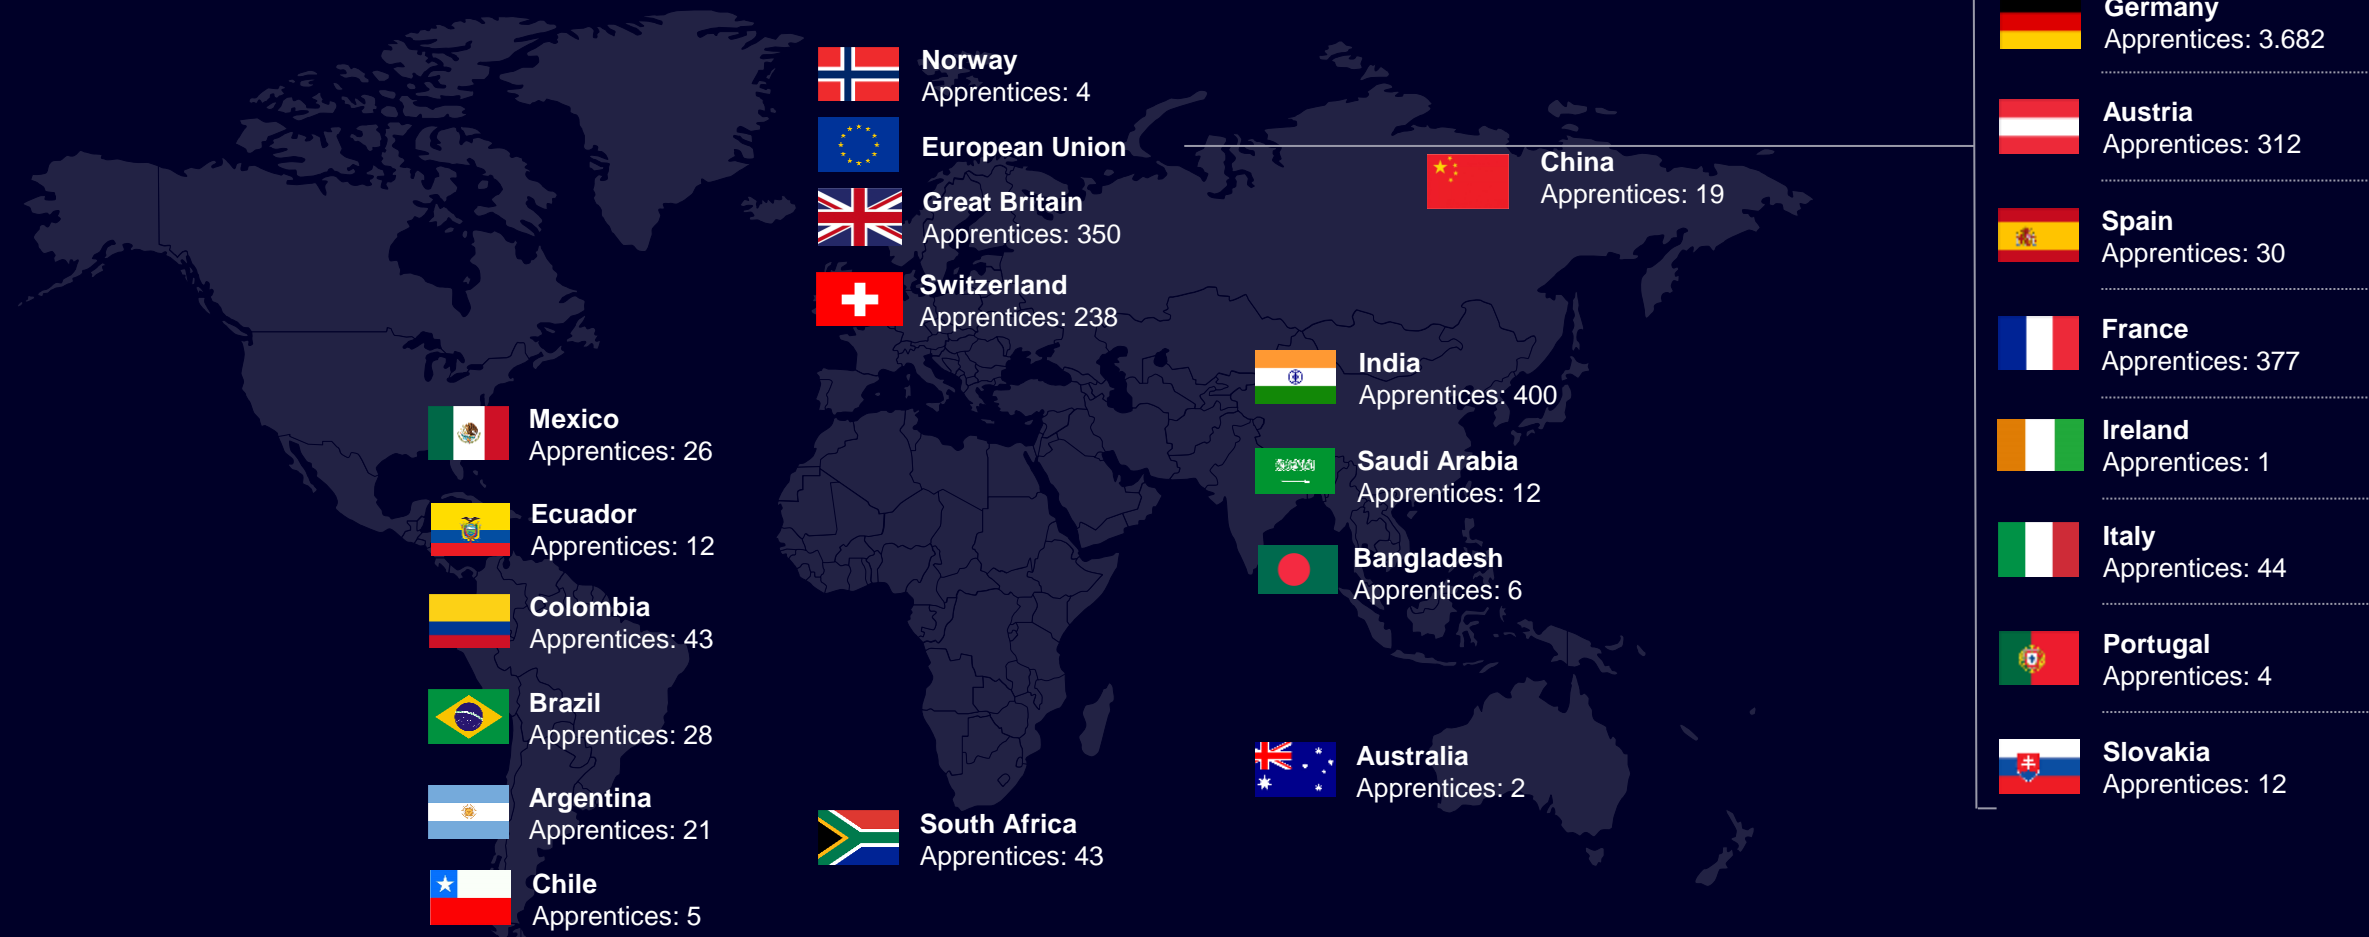 Norway
Apprentices: 4
European Union
Great Britain
Apprentices: 350
Switzerland
Apprentices: 238
China
Apprentices: 19
India
Apprentices: 400
Saudi Arabia
Apprentices: 12
Bangladesh
Apprentices: 6
Australia
Apprentices: 2
South Africa
Apprentices: 43
Mexico
Apprentices: 26
Ecuador
Apprentices: 12
Colombia
Apprentices: 43
Brazil
Apprentices: 28
Argentina
Apprentices: 21
Chile
Apprentices: 5
Germany
Apprentices: 3.682
Austria
Apprentices: 312
Spain
Apprentices: 30
France
Apprentices: 377
Ireland
Apprentices: 1
Italy
Apprentices: 44
Portugal
Apprentices: 4
Slovakia
Apprentices: 12